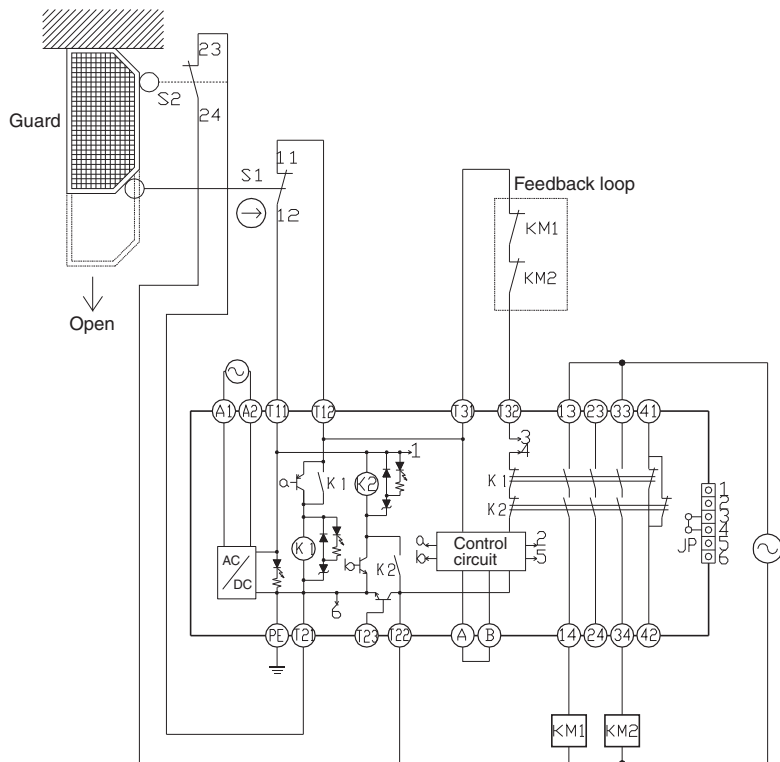 23
S2
24
Guard
11
S1
12
Feedback loop
KM1
KM2
Open
A1 A2 T11 T12 T31 T32 13 23 33 41
1
3
4
a
K1
K2
K1
K2
1
2
3
4
5
6
JP
K1
b
K2
a
b
Control
circuit
2
5
AC
DC
6
PE T21 T23 T22 A B 14 24 34 42
KM1 KM2